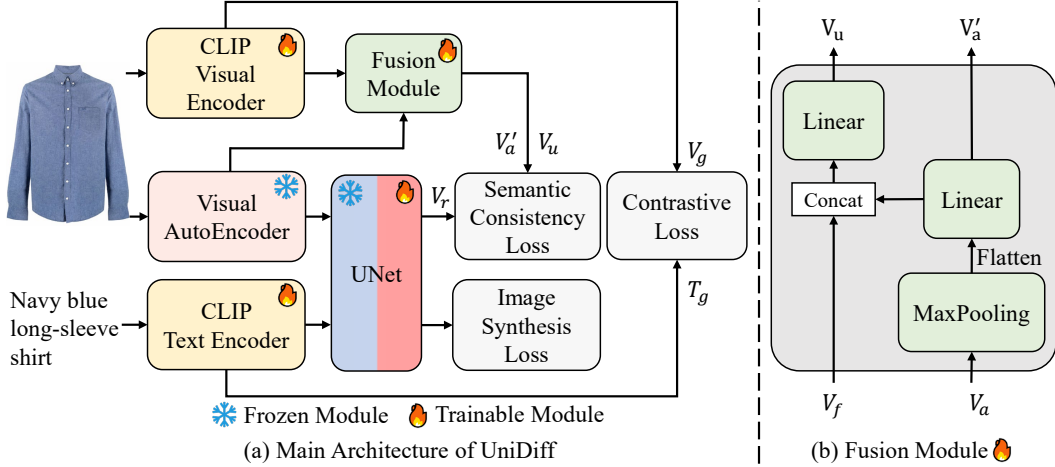 CLIP
Visual
Encoder
Fusion
Module
V'a Vu
Vg
Visual
AutoEncoder
UNet
Vr
Semantic
Consistency
Loss
Contrastive
Loss
Navy blue
long-sleeve
shirt
CLIP
Text Encoder
Image
Synthesis
Loss
Tg
Frozen Module
Trainable Module
(a) Main Architecture of UniDiff
Vu
V'a
Linear
Concat
Linear
Flatten
MaxPooling
Vf
Va
(b) Fusion Module